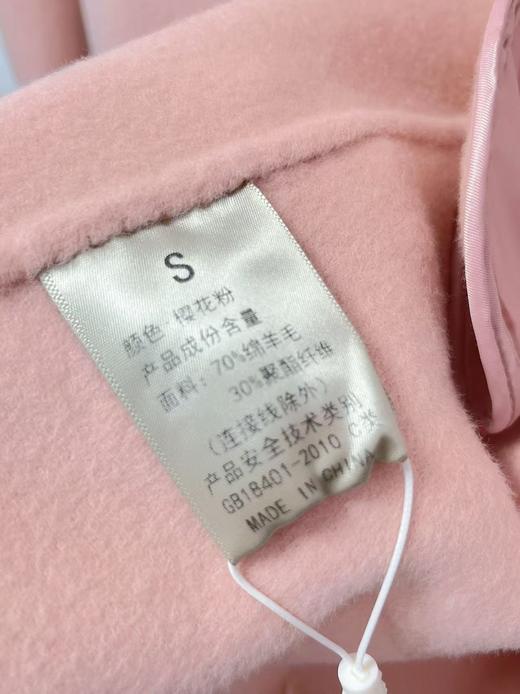 S
颜色：樱花粉
产品成份含量
面料：70%绵羊毛
30%聚酯纤维
（连接线除外）
产品安全技术类别
GB18401-2010 C类
MADE IN CHINA